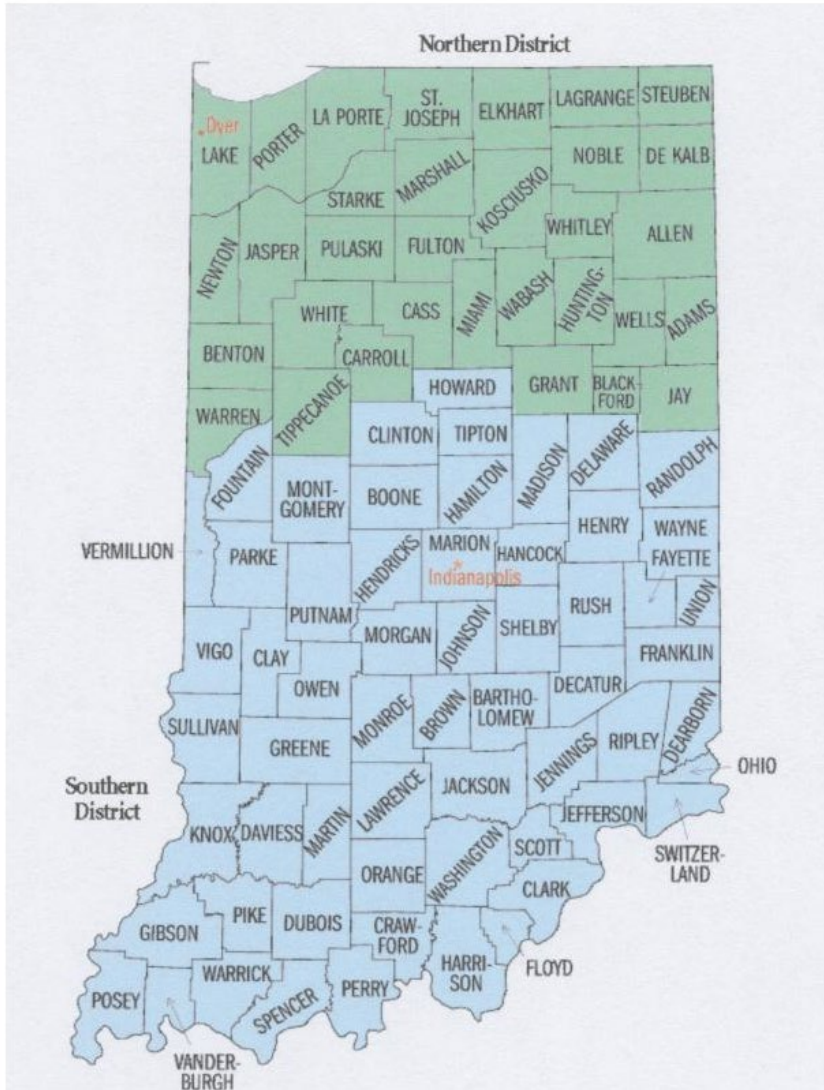 Northern District
ST.
JOSEPH
ELKHART
LAGRANGE
STEUBEN
LA PORTE
Dyer
LAKE
PORTER
NOBLE
DE KALB
MARSHALL
STARKE
KOSCIUSKO
WHITLEY
ALLEN
NEWTON
JASPER
PULASKI
FULTON
WHITE
CASS
MIAMI
WABASH
HUNTING-
TON
WELLS
ADAMS
BENTON
CARROLL
HOWARD
GRANT
BLACK-
FORD
JAY
WARREN
TIPPECANOE
CLINTON
TIPTON
MADISON
DELAWARE
RANDOLPH
FOUNTAIN
MONT-
GOMERY
BOONE
HAMILTON
HENRY
WAYNE
VERMILLION
PARKE
HENDRICKS
MARION
HANCOCK
FAYETTE
Indianapolis
PUTNAM
RUSH
UNION
MORGAN
JOHNSON
SHELBY
VIGO
CLAY
FRANKLIN
OWEN
DECATUR
MONROE
BROWN
BARTHO-
LOMEW
SULLIVAN
GREENE
JENNINGS
RIPLEY
DEARBORN
OHIO
Southern
District
JACKSON
LAWRENCE
KNOX
DAVIESS
MARTIN
JEFFERSON
SCOTT
SWITZER-
LAND
ORANGE
WASHINGTON
CLARK
PIKE
DUBOIS
CRAW-
FORD
GIBSON
HARRI-
SON
FLOYD
WARRICK
POSEY
SPENCER
PERRY
VANDER-
BURGH